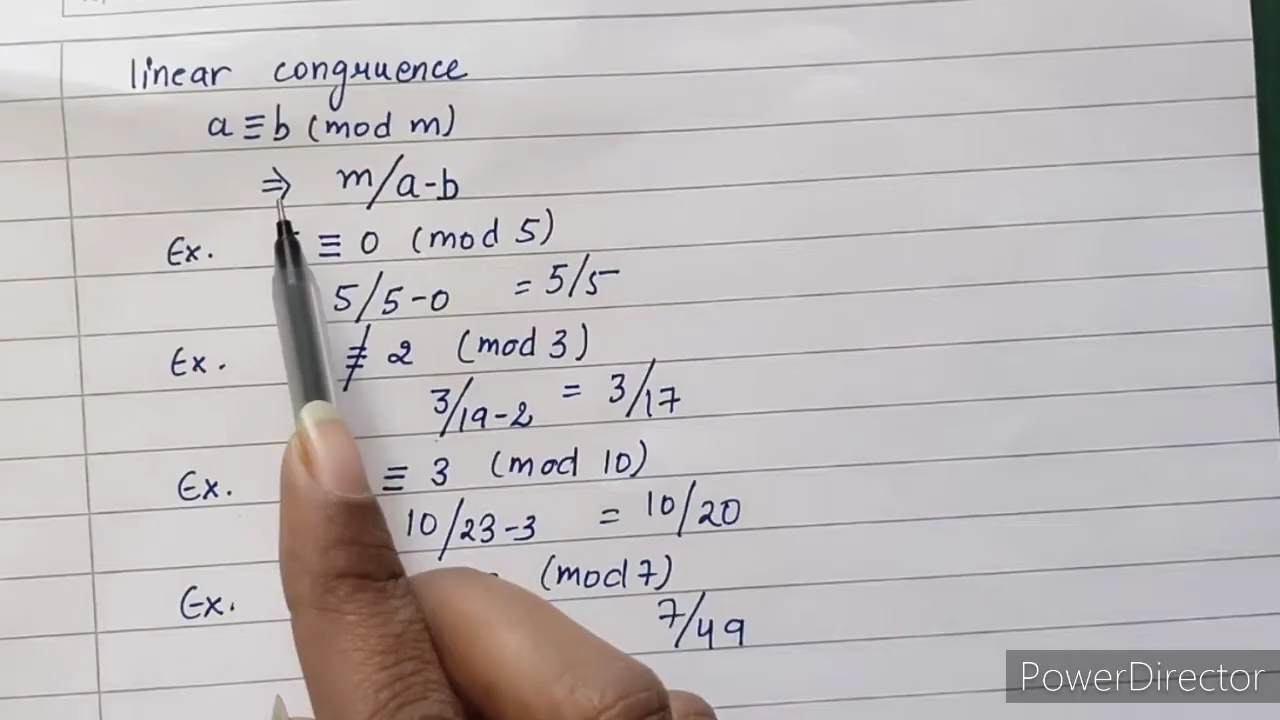 linear congruence
a ≡ b (mod m)
⇒ m/a-b
Ex. ≡ 0 (mod 5)
5/5-0 = 5/5
Ex. ≢ 2 (mod 3)
3/19-2 = 3/17
Ex. ≡ 3 (mod 10)
10/23-3 = 10/20
Ex. (mod 7)
7/49
PowerDirector